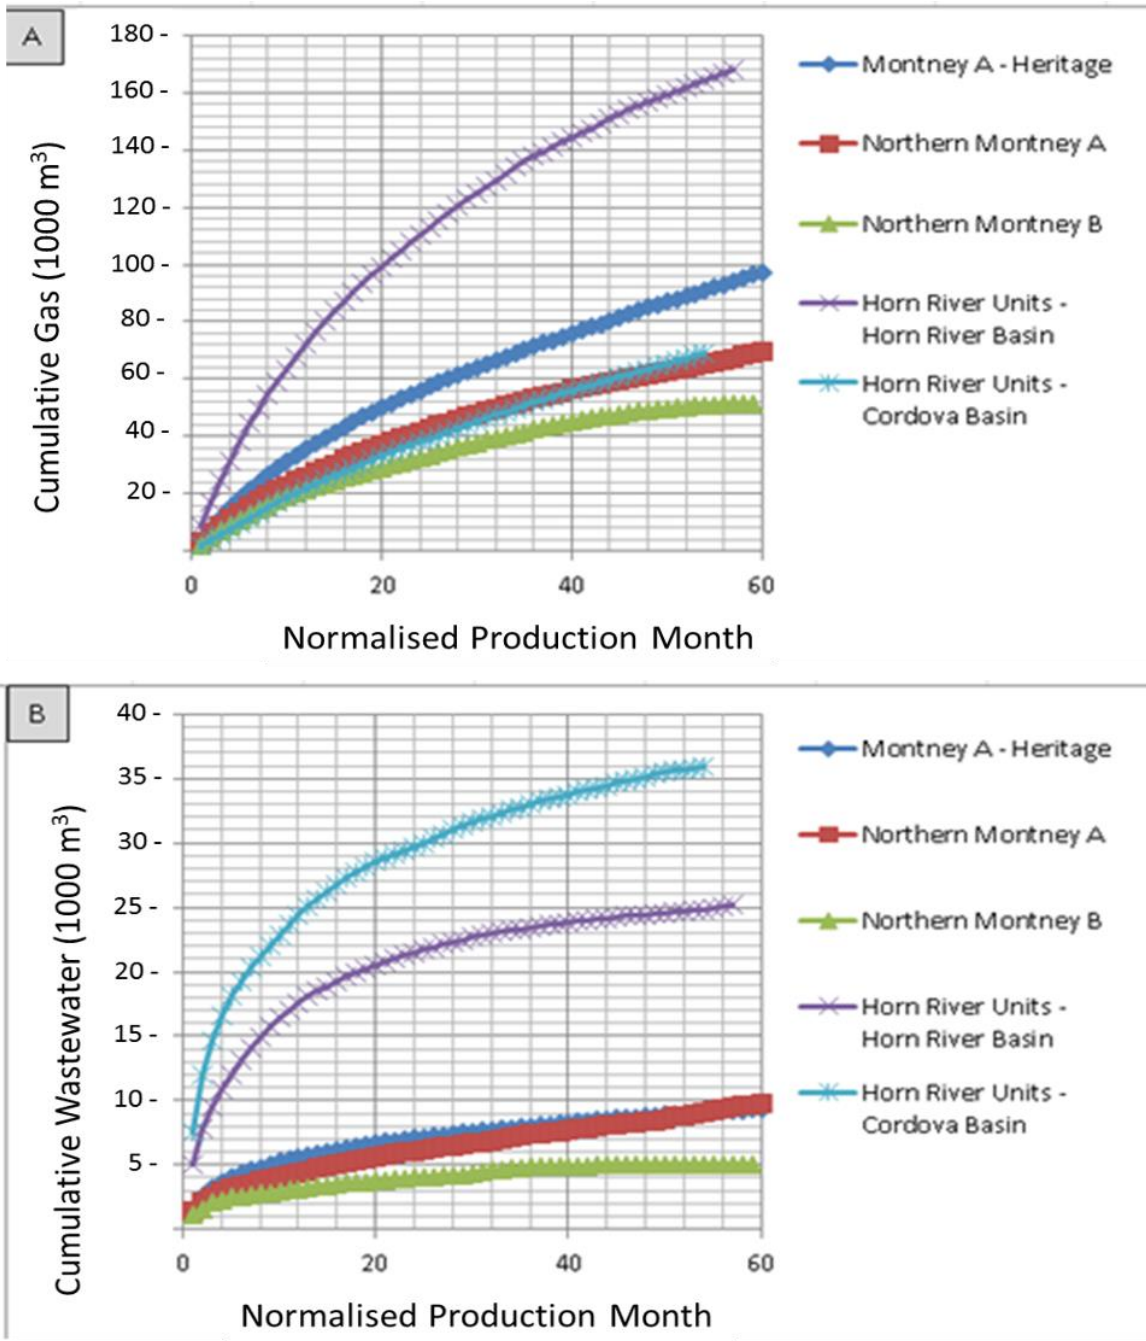 A
180 -
160 -
140 -
120 -
100 -
80 -
60 -
40 -
20 -
Cumulative Gas (1000 m³)
0 20 40 60
Normalised Production Month
Montney A - Heritage
Northern Montney A
Northern Montney B
Horn River Units -
Horn River Basin
Horn River Units -
Cordova Basin
B
40 -
35 -
30 -
25 -
20 -
15 -
10 -
5 -
Cumulative Wastewater (1000 m³)
0 20 40 60
Normalised Production Month
Montney A - Heritage
Northern Montney A
Northern Montney B
Horn River Units -
Horn River Basin
Horn River Units -
Cordova Basin